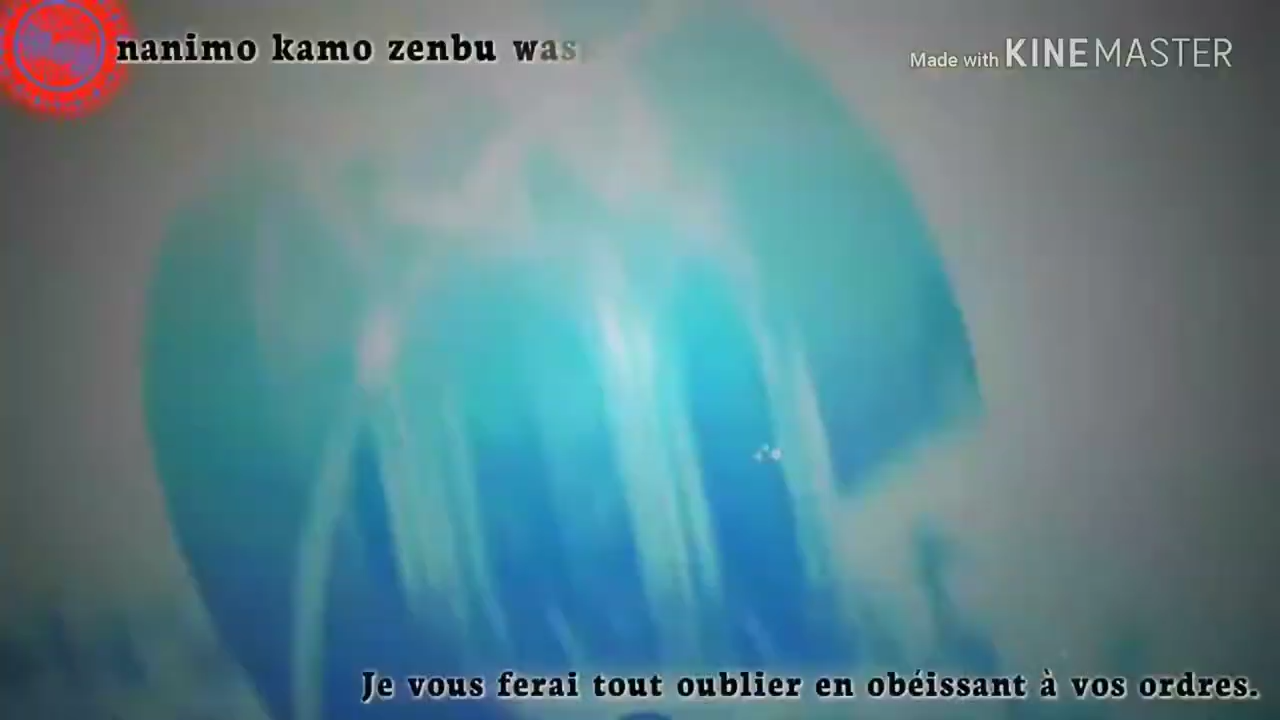 nanimo kamo zenbu was
Made with KINEMASTER
Je vous ferai tout oublier en obéissant à vos ordres.